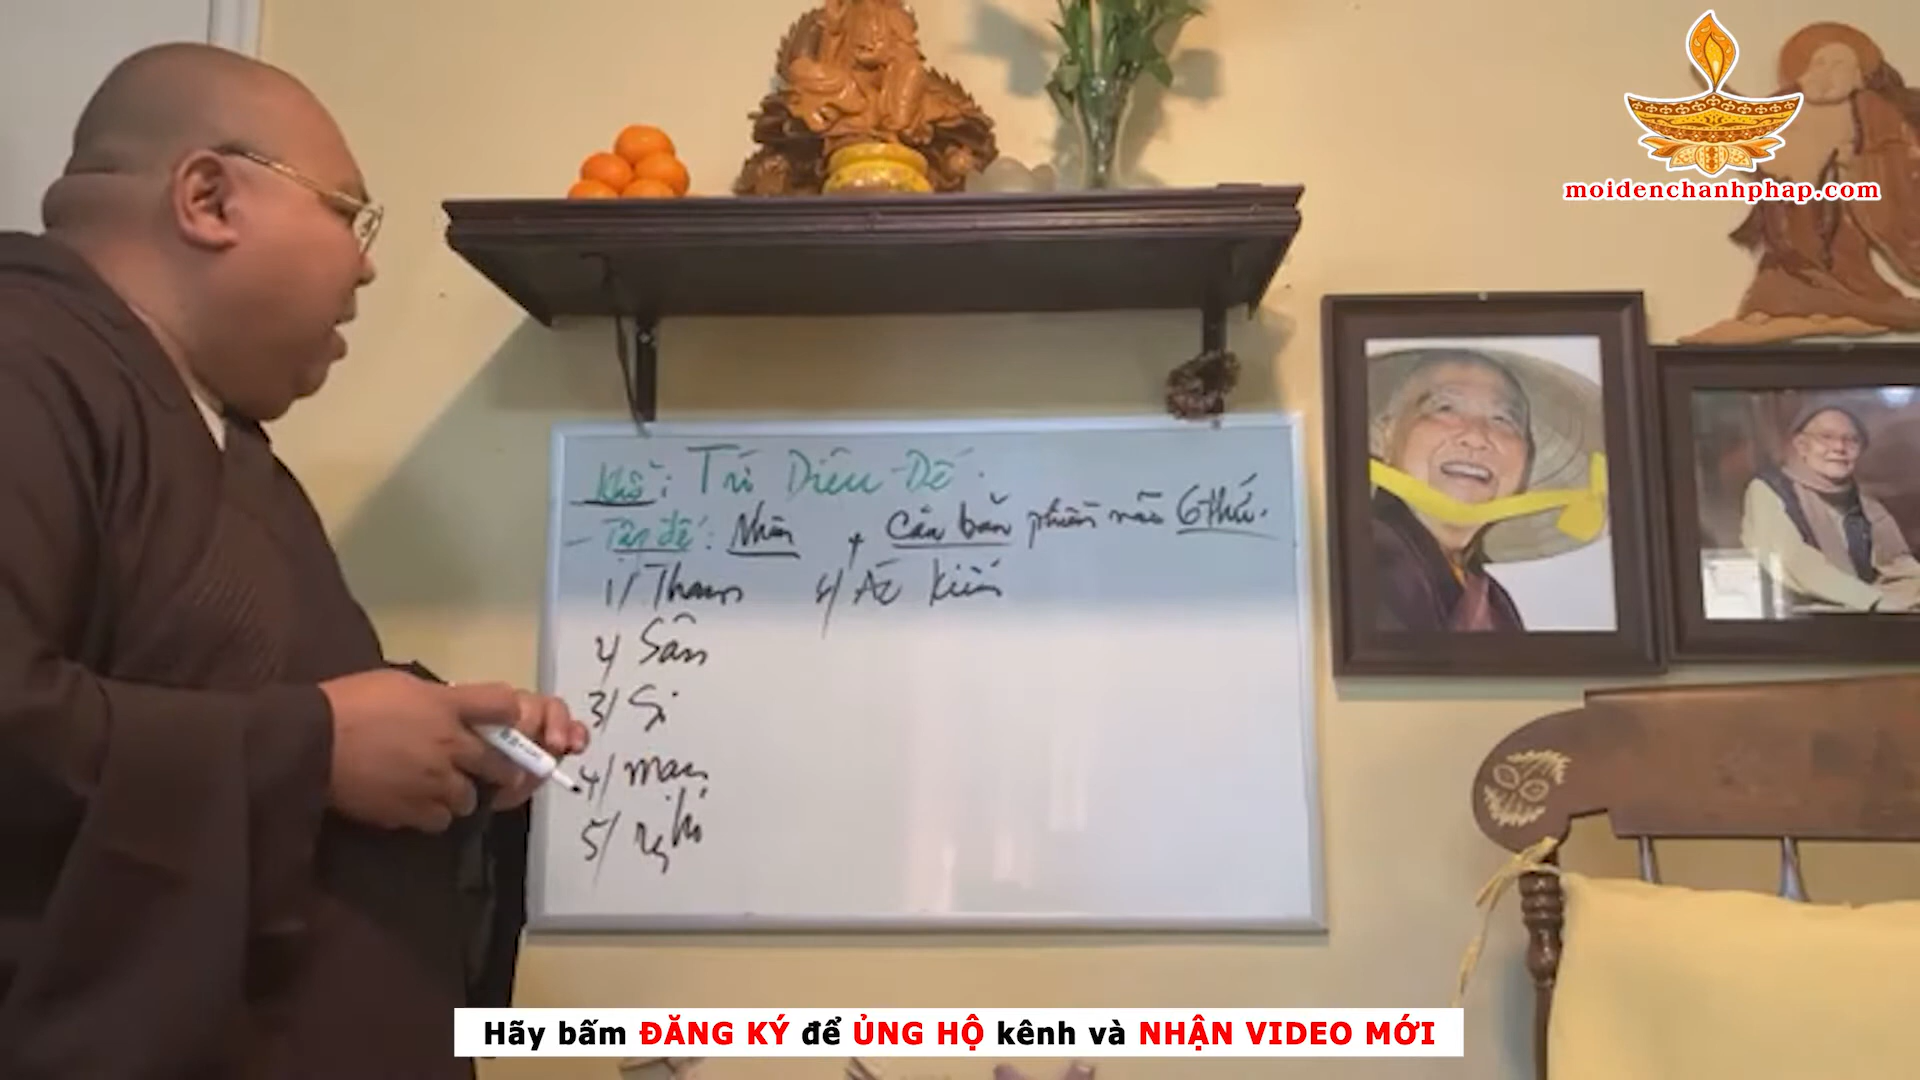 moidenchanhphap.com
Khổ: Trí Diêu-Đế.
Tập đế: Nhân + Căn bản phiền não 6 thứ.
1/ Tham 6/ Ác kiến
2/ Sân
3/ Si
4/ mạn
5/ nghi
Hãy bấm ĐĂNG KÝ để ỦNG HỘ kênh và NHẬN VIDEO MỚI